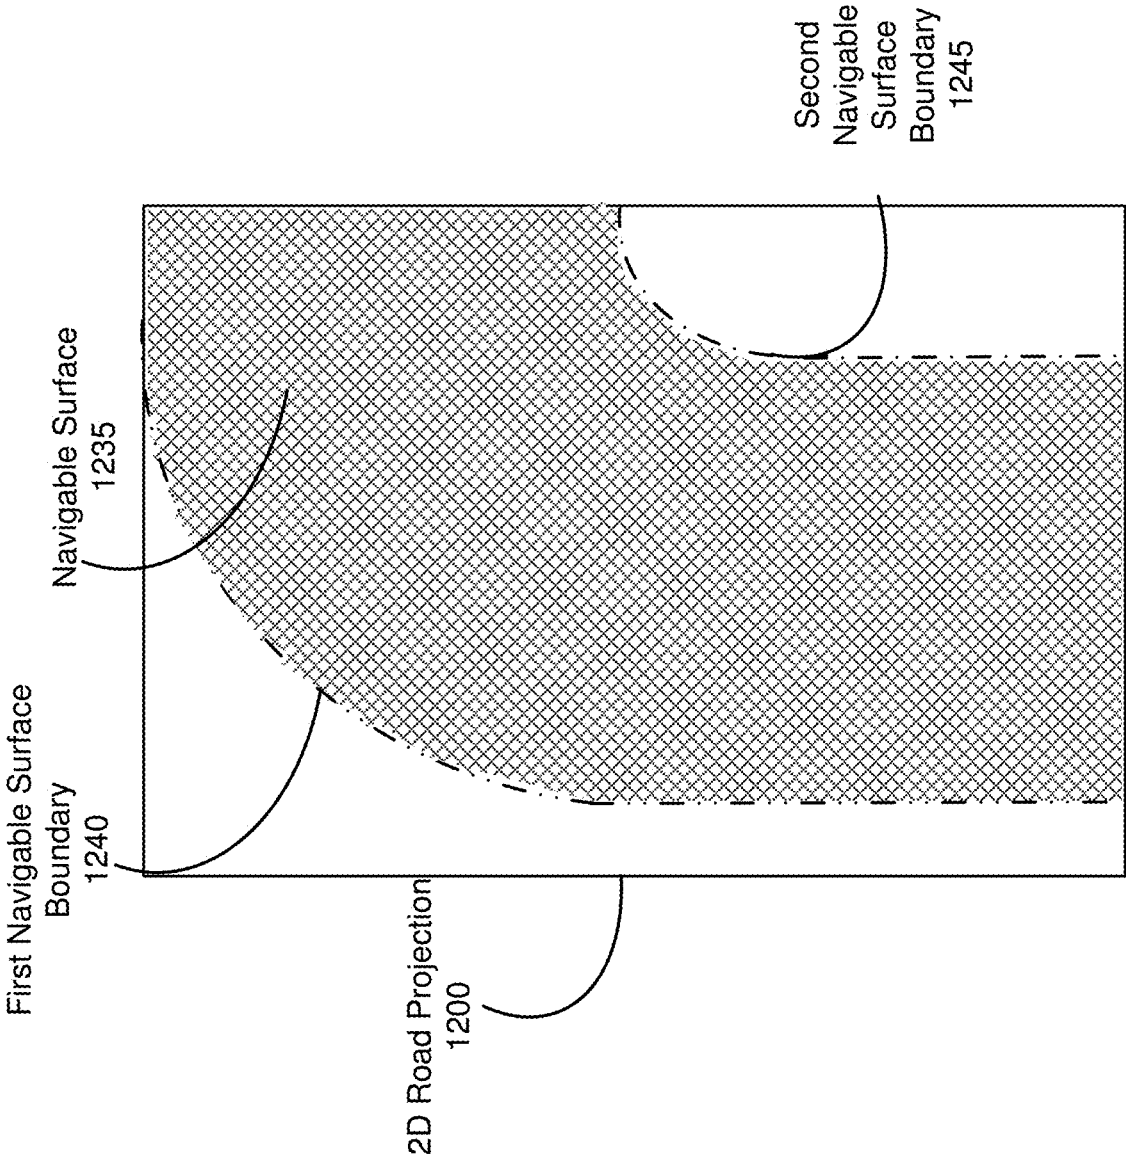 First Navigable Surface
Boundary
1240
Navigable Surface
1235
2D Road Projection
1200
Second
Navigable
Surface
Boundary
1245